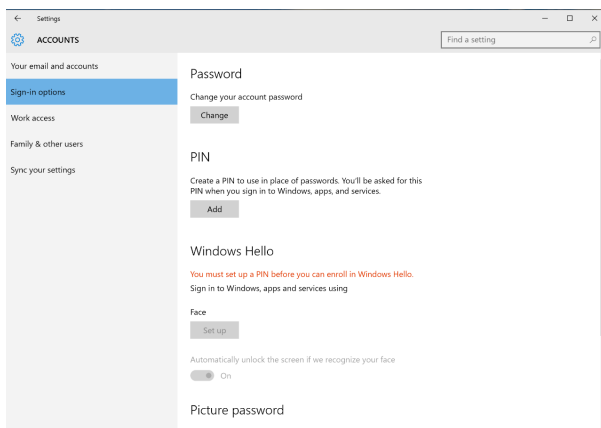 Settings
ACCOUNTS
Find a setting
Your email and accounts
Sign-in options
Work access
Family & other users
Sync your settings
Password
Change your account password
Change
PIN
Create a PIN to use in place of passwords. You'll be asked for this
PIN when you sign in to Windows, apps, and services.
Add
Windows Hello
You must set up a PIN before you can enroll in Windows Hello.
Sign in to Windows, apps and services using
Face
Set up
Automatically unlock the screen if we recognize your face
On
Picture password